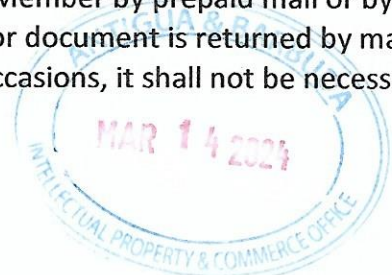 Member by prepaid mail or by
or document is returned by ma
ccasions, it shall not be necess
ANTIGUA & BARBUDA
MAR 14 2024
INTELLECTUAL PROPERTY & COMMERCE OFFICE